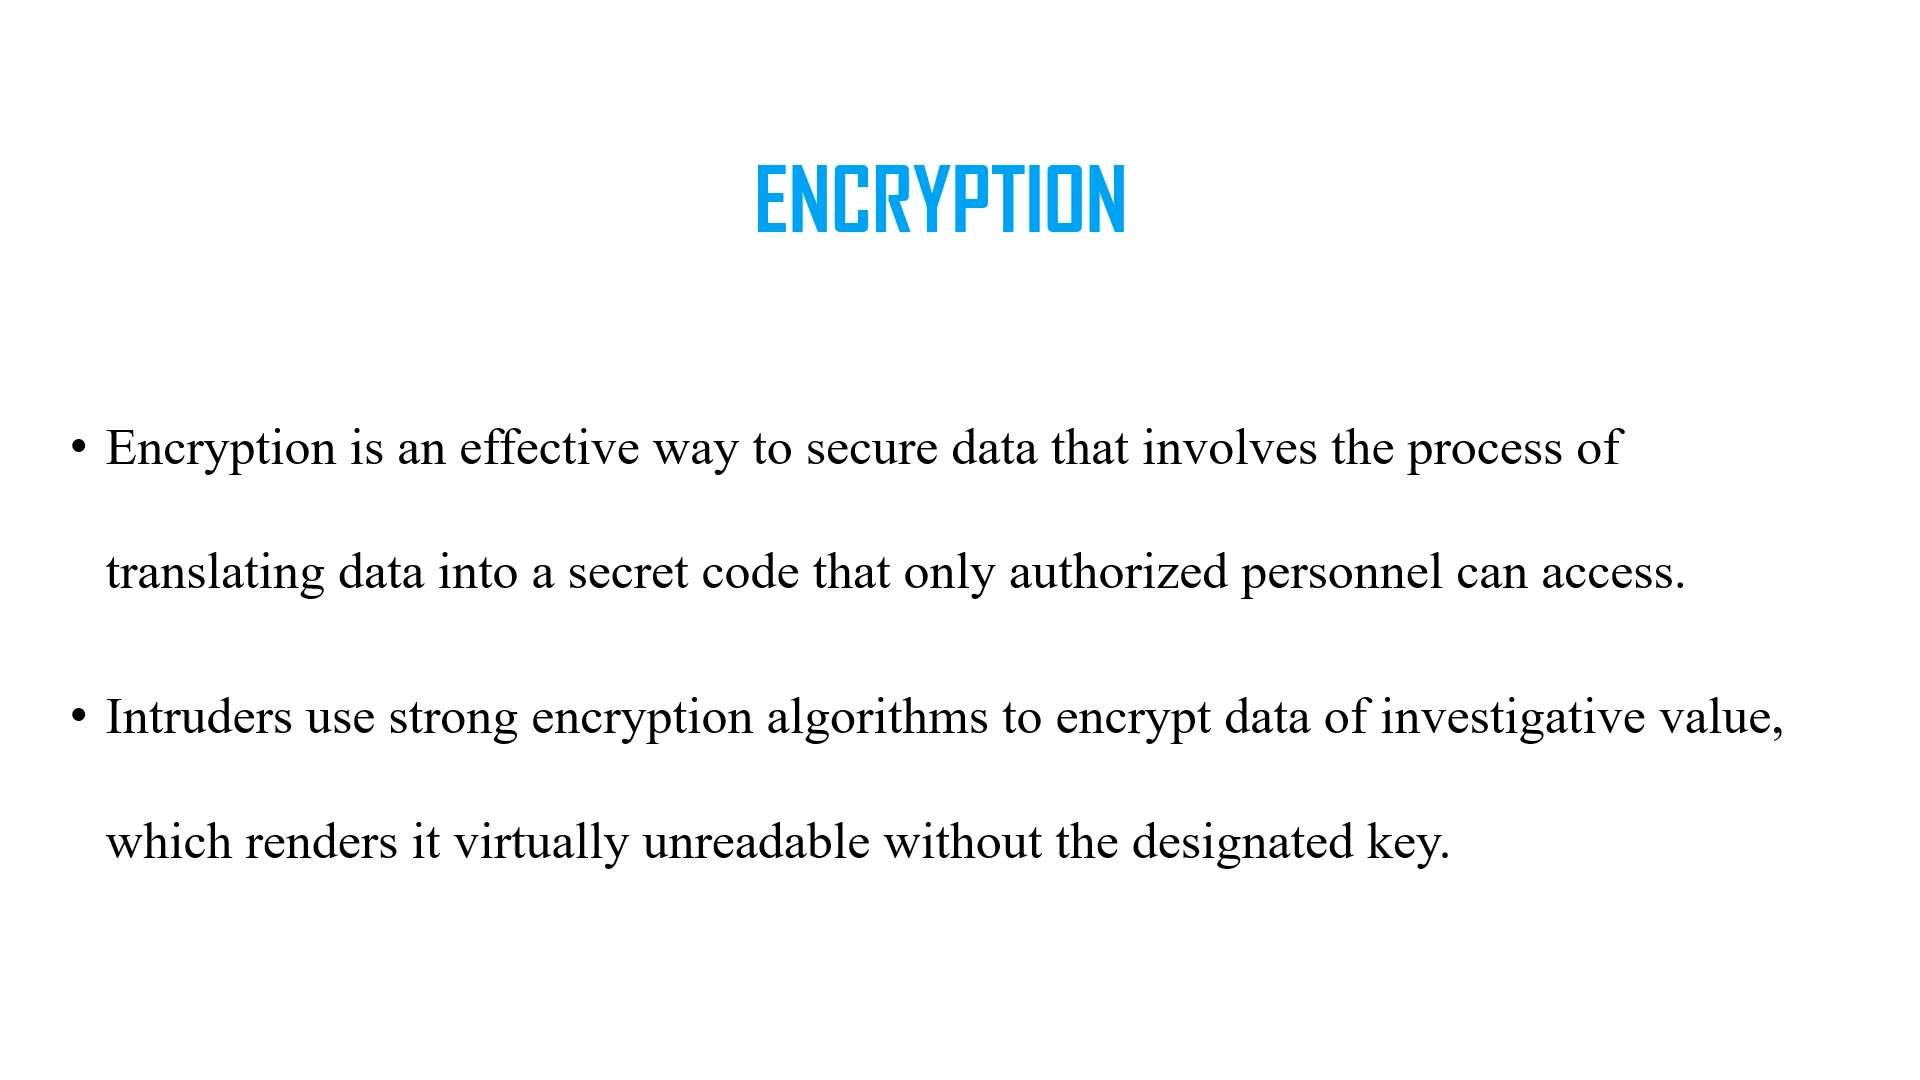 ENCRYPTION
• Encryption is an effective way to secure data that involves the process of
translating data into a secret code that only authorized personnel can access.
• Intruders use strong encryption algorithms to encrypt data of investigative value,
which renders it virtually unreadable without the designated key.